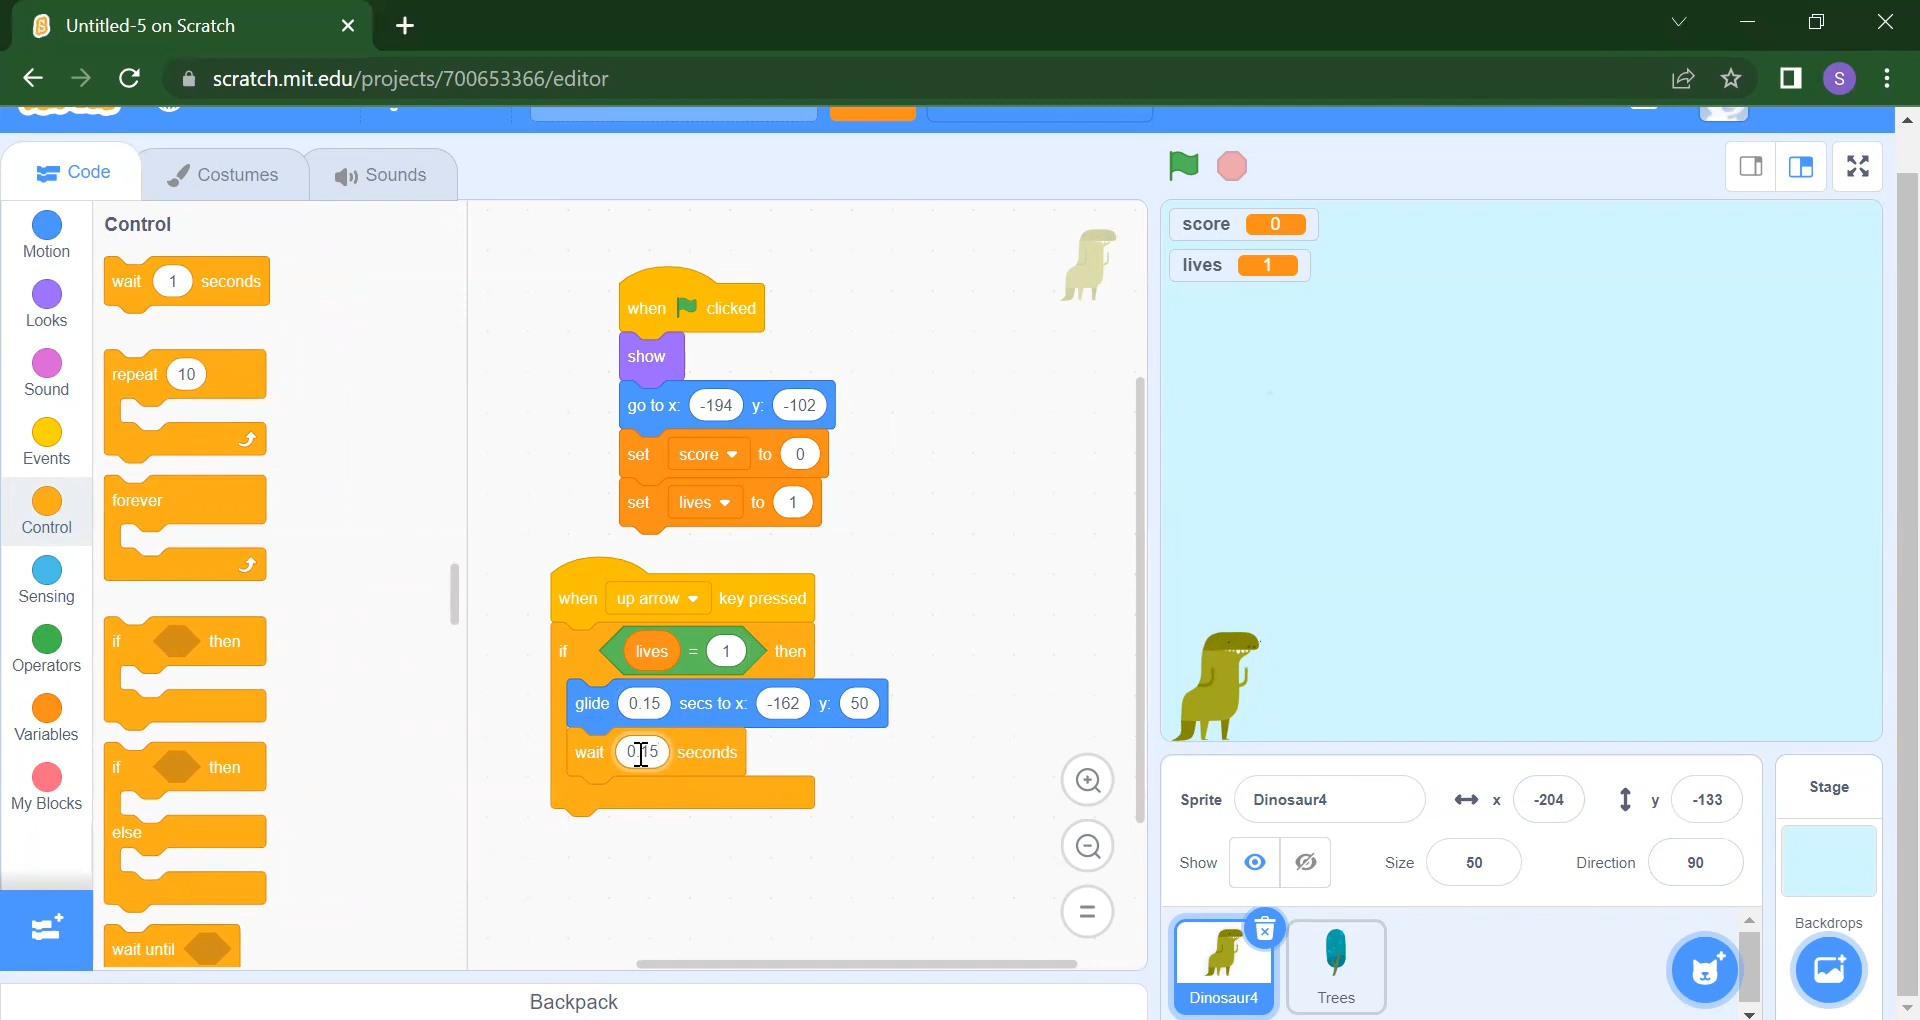 Untitled-5 on Scratch
scratch.mit.edu/projects/700653366/editor
S
Code
Costumes
Sounds
Motion
Looks
Sound
Events
Control
Sensing
Operators
Variables
My Blocks
Control
wait 1 seconds
repeat 10
forever
if then
if then
else
wait until
when clicked
show
go to x: -194 y: -102
set score to 0
set lives to 1
when up arrow key pressed
if lives = 1 then
glide 0.15 secs to x: -162 y: 50
wait 0.15 seconds
Backpack
score 0
lives 1
Sprite Dinosaur4 x -204 y -133
Show Size 50 Direction 90
Dinosaur4
Trees
Stage
Backdrops